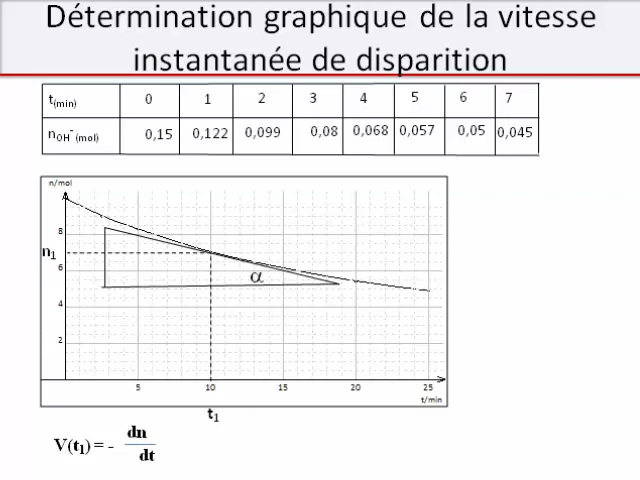 Détermination graphique de la vitesse
instantanée de disparition
t(min) 0 1 2 3 4 5 6 7
nOH- (mol) 0,15 0,122 0,099 0,08 0,068 0,057 0,05 0,045
n/mol
8
n1
6
α
4
2
5 10 15 20 25
t/min
t1
V(t1) = - dn
dt